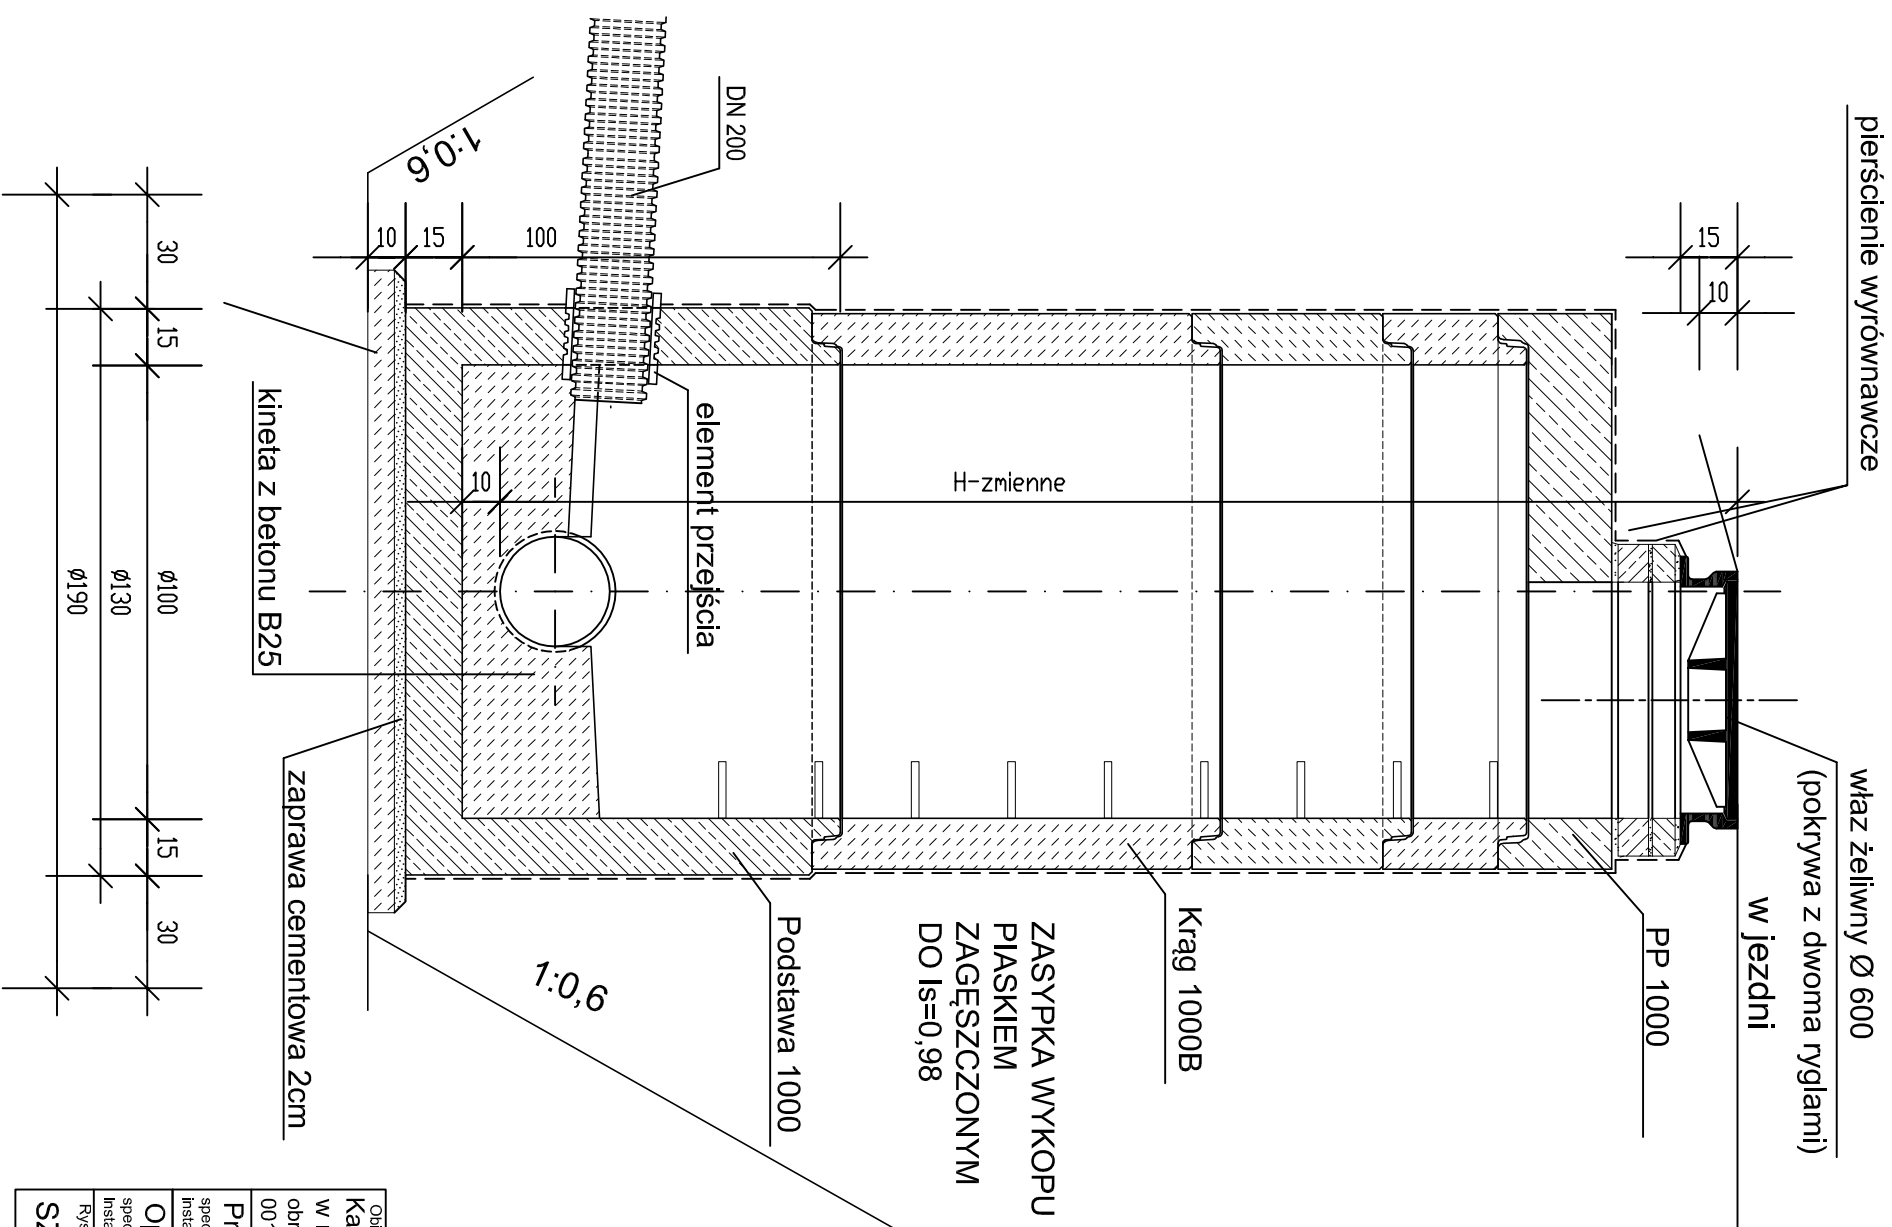 pierścienie wyrównawcze
właz żeliwny Ø 600
(pokrywa z dwoma ryglami)
w jezdni
PP 1000
Krąg 1000B
ZASYPKA WYKOPU
PIASKIEM
ZAGĘSZCZONYM
DO Is=0,98
Podstawa 1000
DN 200
element przejścia
kineta z betonu B25
zaprawa cementowa 2cm
H-zmienne
1:0,6
1:0,6
15
10
100
15
10
10
30
15
Ø100
15
30
Ø130
Ø190